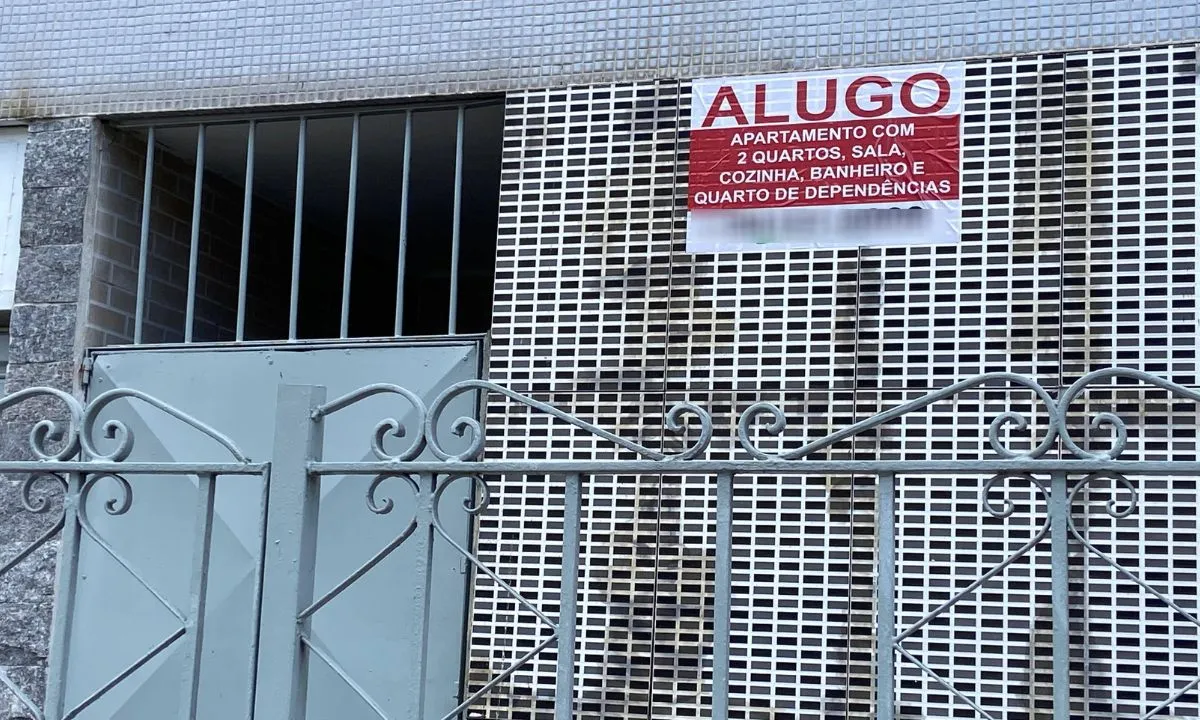 ALUGO
APARTAMENTO COM
2 QUARTOS, SALA,
COZINHA, BANHEIRO E
QUARTO DE DEPENDÊNCIAS